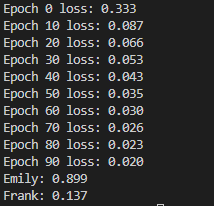 Epoch 0 loss: 0.333
Epoch 10 loss: 0.087
Epoch 20 loss: 0.066
Epoch 30 loss: 0.053
Epoch 40 loss: 0.043
Epoch 50 loss: 0.035
Epoch 60 loss: 0.030
Epoch 70 loss: 0.026
Epoch 80 loss: 0.023
Epoch 90 loss: 0.020
Emily: 0.899
Frank: 0.137